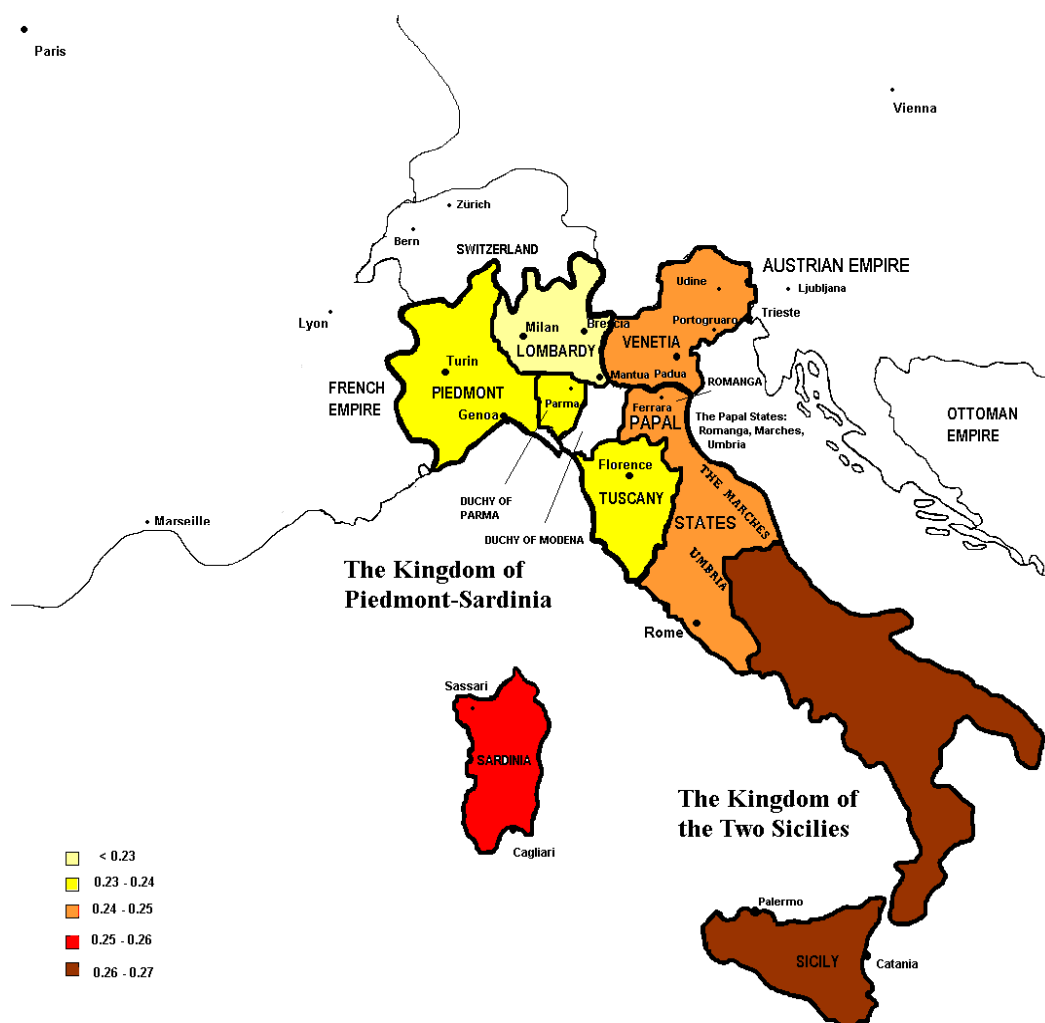 Paris
Vienna
Zürich
Bern
SWITZERLAND
AUSTRIAN EMPIRE
Udine
Ljubljana
Lyon
Milan
Brescia
Portogruaro
Trieste
LOMBARDY
VENETIA
Turin
Mantua
Padua
FRENCH
EMPIRE
PIEDMONT
ROMANGA
Parma
Ferrara
Genoa
PAPAL
The Papal States:
Romanga, Marches,
Umbria
OTTOMAN
EMPIRE
Florence
TUSCANY
THE MARCHES
DUCHY OF
PARMA
STATES
Marseille
DUCHY OF MODENA
UMBRIA
The Kingdom of
Piedmont-Sardinia
Rome
Sassari
SARDINIA
The Kingdom of
the Two Sicilies
Cagliari
< 0.23
0.23 - 0.24
0.24 - 0.25
0.25 - 0.26
0.26 - 0.27
Palermo
SICILY
Catania